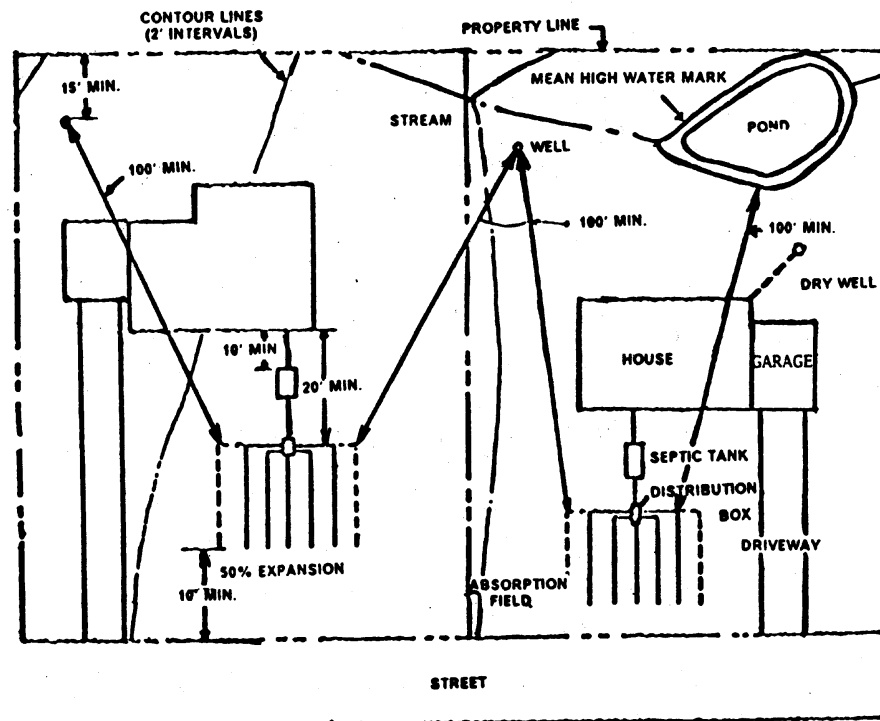 CONTOUR LINES
(2' INTERVALS)
PROPERTY LINE
15' MIN.
MEAN HIGH WATER MARK
STREAM
POND
WELL
100' MIN.
100' MIN.
100' MIN.
DRY WELL
10' MIN
20' MIN.
HOUSE
GARAGE
SEPTIC TANK
DISTRIBUTION
BOX
DRIVEWAY
50% EXPANSION
10' MIN.
ABSORPTION
FIELD
STREET